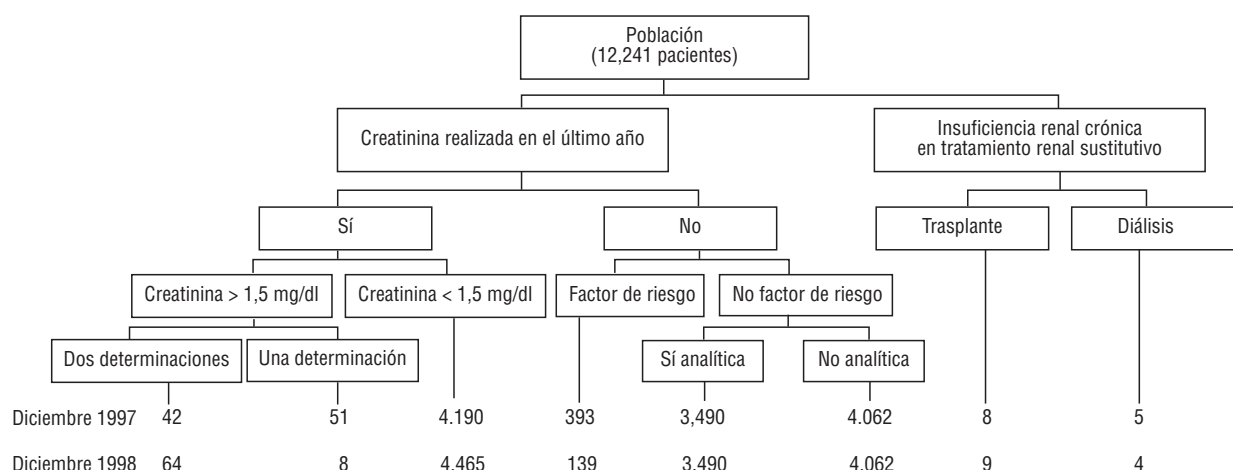 Población
(12,241 pacientes)
Creatinina realizada en el último año
Insuficiencia renal crónica
en tratamiento renal sustitutivo
Sí
No
Trasplante
Diálisis
Creatinina > 1,5 mg/dl
Creatinina < 1,5 mg/dl
Factor de riesgo
No factor de riesgo
Dos determinaciones
Una determinación
Sí analítica
No analítica
Diciembre 1997 42 51 4.190 393 3,490 4.062 8 5
Diciembre 1998 64 8 4.465 139 3.490 4.062 9 4